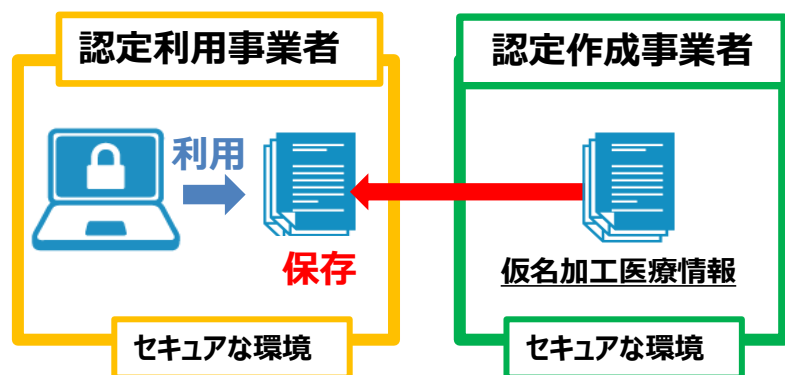 認定利用事業者
認定作成事業者
利用
保存
仮名加工医療情報
セキュアな環境
セキュアな環境